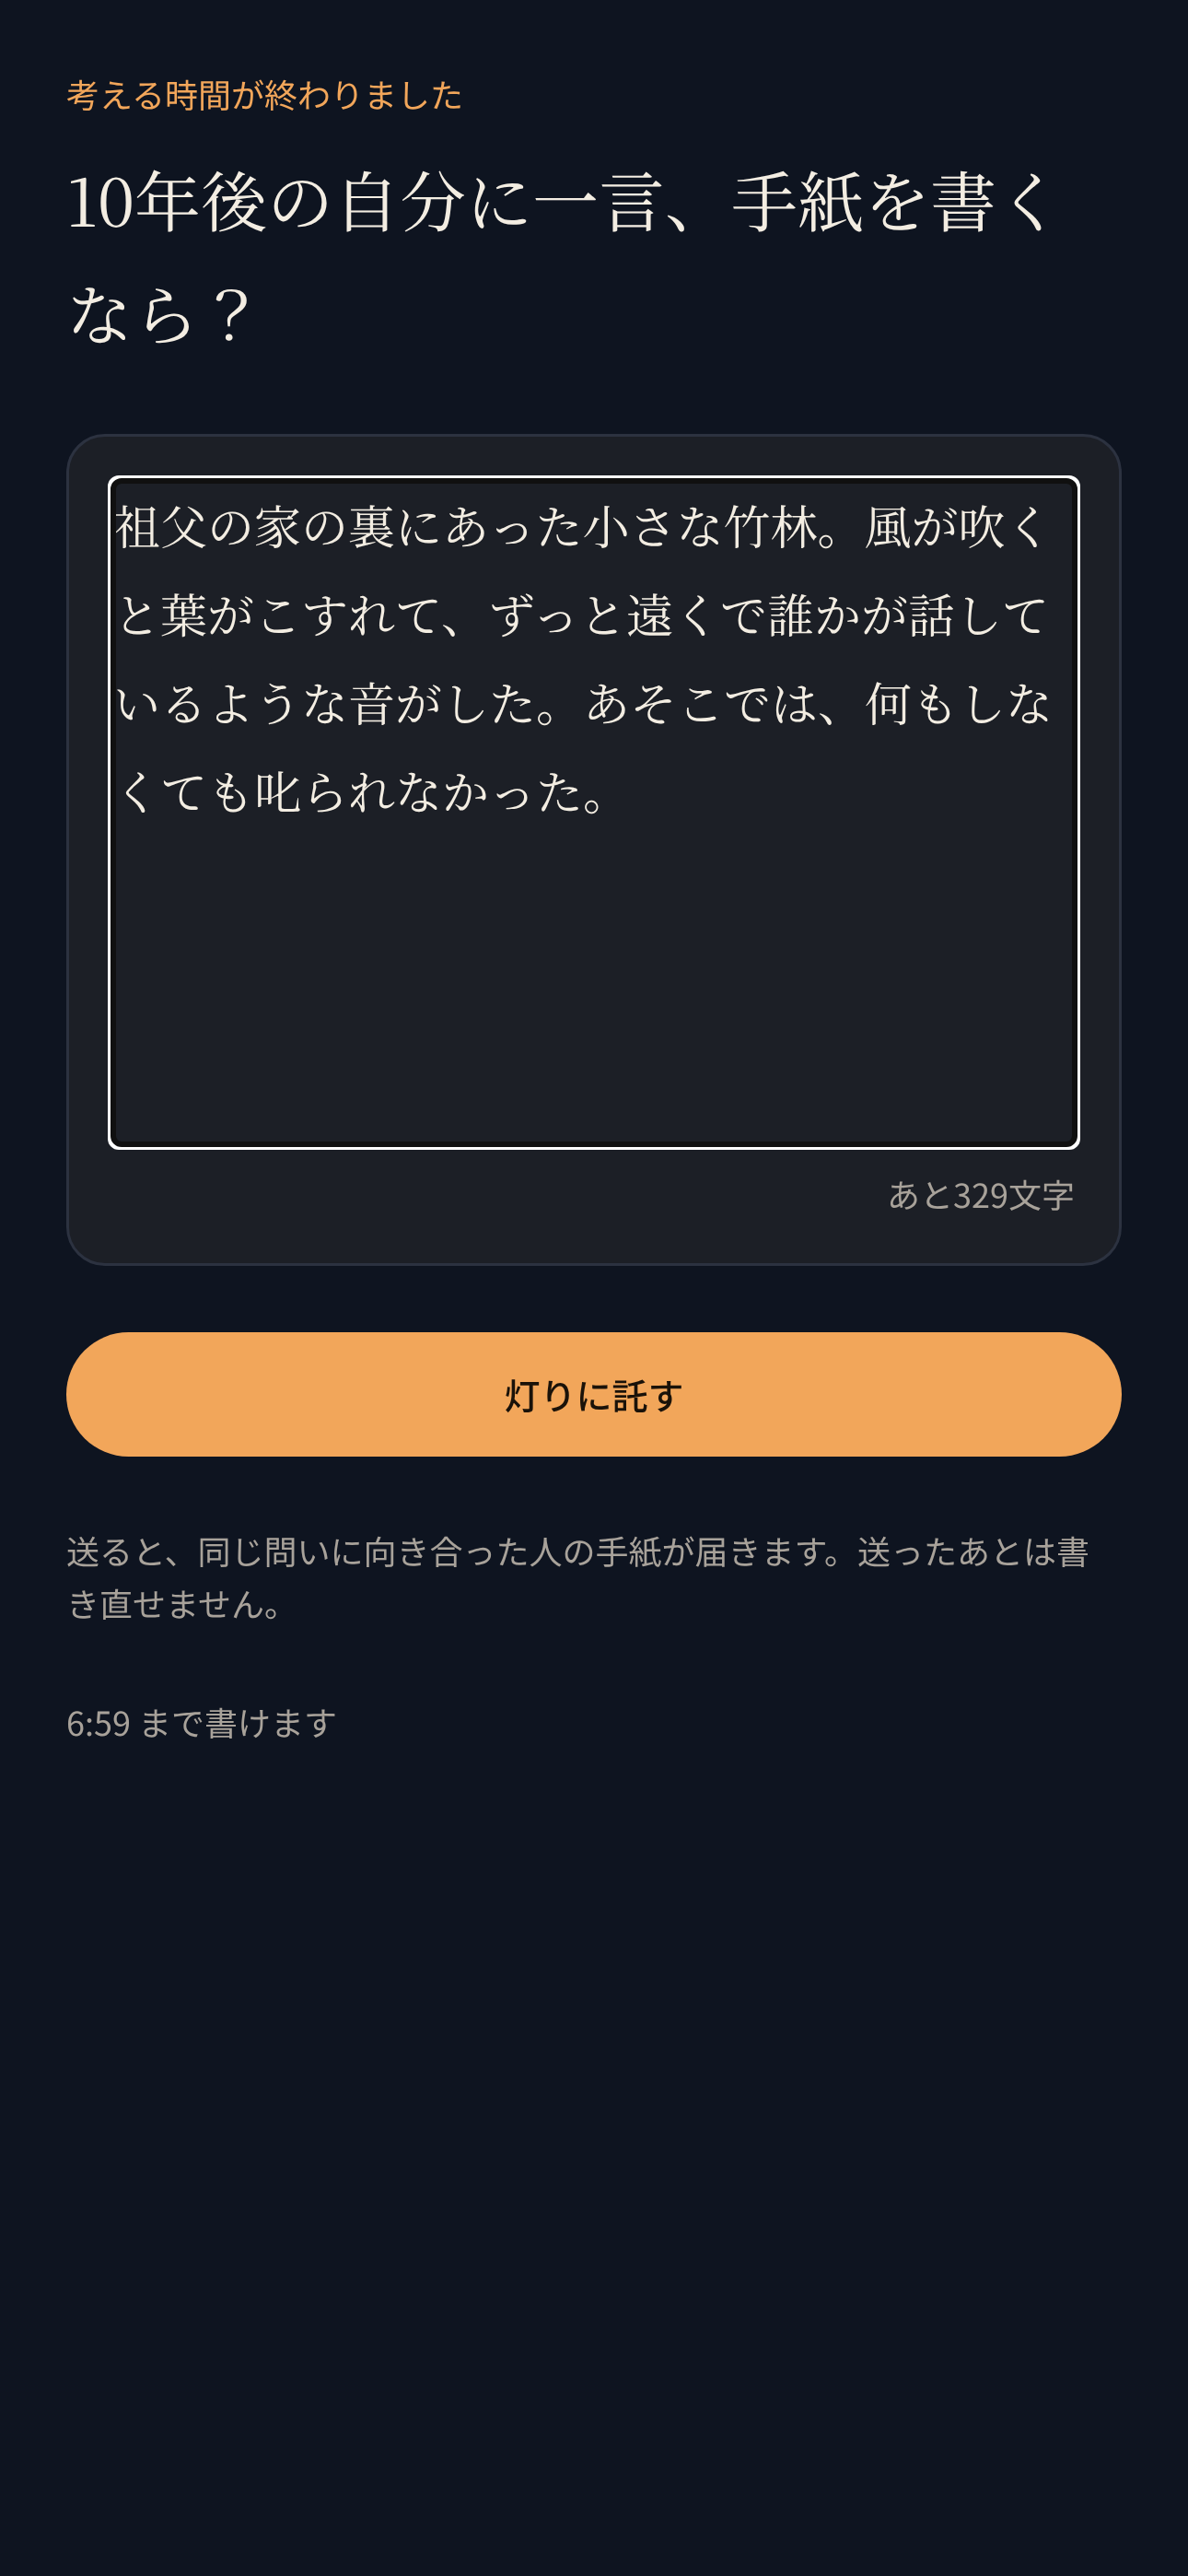 考える時間が終わりました
10年後の自分に一言、手紙を書く
なら？
祖父の家の裏にあった小さな竹林。風が吹く
と葉がこすれて、ずっと遠くで誰かが話して
いるような音がした。あそこでは、何もしな
くても叱られなかった。
あと329文字
灯りに託す
送ると、同じ問いに向き合った人の手紙が届きます。送ったあとは書
き直せません。
6:59 まで書けます